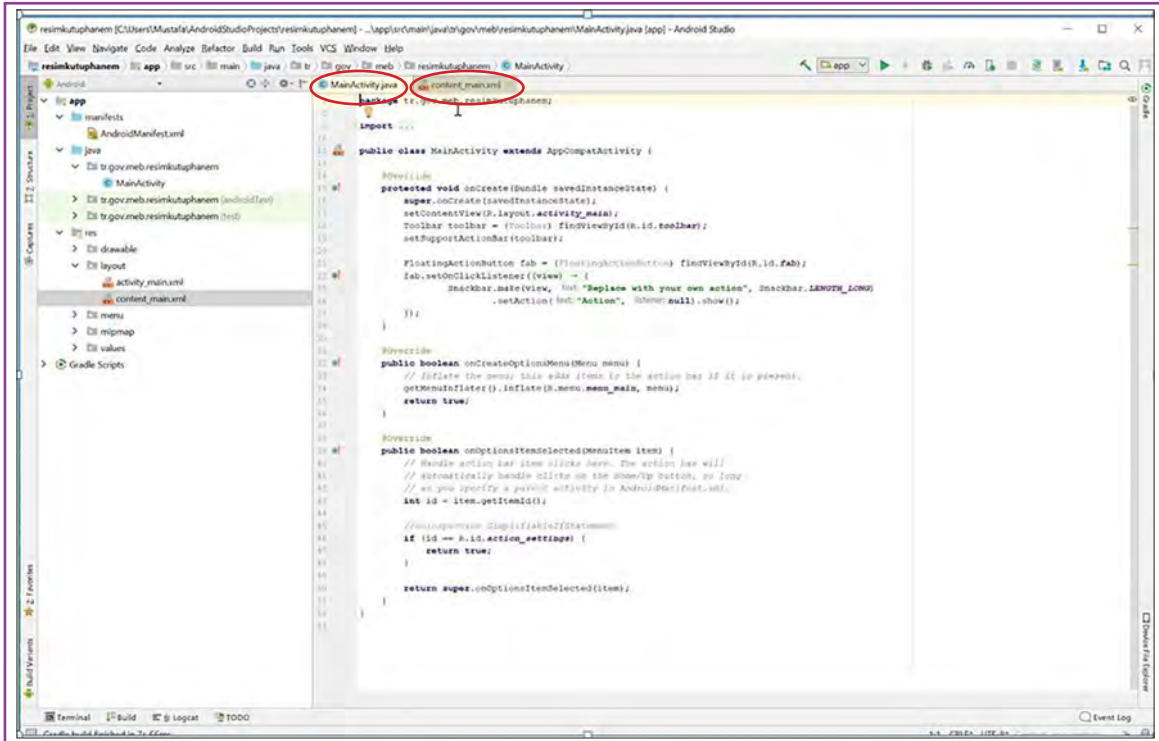 resimkutuphanem [C:\Users\Mustafa\AndroidStudioProjects\resimkutuphanem] - ...\app\src\main\java\tr\gov\meb\resimkutuphanem\MainActivity.java [app] - Android Studio
File Edit View Navigate Code Analyze Refactor Build Run Tools VCS Window Help
resimkutuphanem app src main java tr gov meb resimkutuphanem MainActivity
app
Android
MainActivity.java content_main.xml
1: Project
Z: Structure
Captures
2: Favorites
Build Variants
app
manifests
AndroidManifest.xml
java
tr.gov.meb.resimkutuphanem
MainActivity
tr.gov.meb.resimkutuphanem (androidTest)
tr.gov.meb.resimkutuphanem (test)
res
drawable
layout
activity_main.xml
content_main.xml
menu
mipmap
values
Gradle Scripts
package tr.gov.meb.resimkutuphanem;
import ...
public class MainActivity extends AppCompatActivity {
@Override
protected void onCreate(Bundle savedInstanceState) {
super.onCreate(savedInstanceState);
setContentView(R.layout.activity_main);
Toolbar toolbar = (Toolbar) findViewById(R.id.toolbar);
setSupportActionBar(toolbar);
FloatingActionButton fab = (FloatingActionButton) findViewById(R.id.fab);
fab.setOnClickListener((view) → {
Snackbar.make(view, text: "Replace with your own action", Snackbar.LENGTH_LONG)
.setAction( text: "Action", listener: null).show();
});
}
@Override
public boolean onCreateOptionsMenu(Menu menu) {
// Inflate the menu; this adds items to the action bar if it is present.
getMenuInflater().inflate(R.menu.menu_main, menu);
return true;
}
@Override
public boolean onOptionsItemSelected(MenuItem item) {
// Handle action bar item clicks here. The action bar will
// automatically handle clicks on the Home/Up button, so long
// as you specify a parent activity in AndroidManifest.xml.
int id = item.getItemId();
//noinspection SimplifiableIfStatement
if (id == R.id.action_settings) {
return true;
}
return super.onOptionsItemSelected(item);
}
}
Gradle
Device File Explorer
Terminal Build 6: Logcat TODO
Event Log
Gradle build finished in 7s 66ms